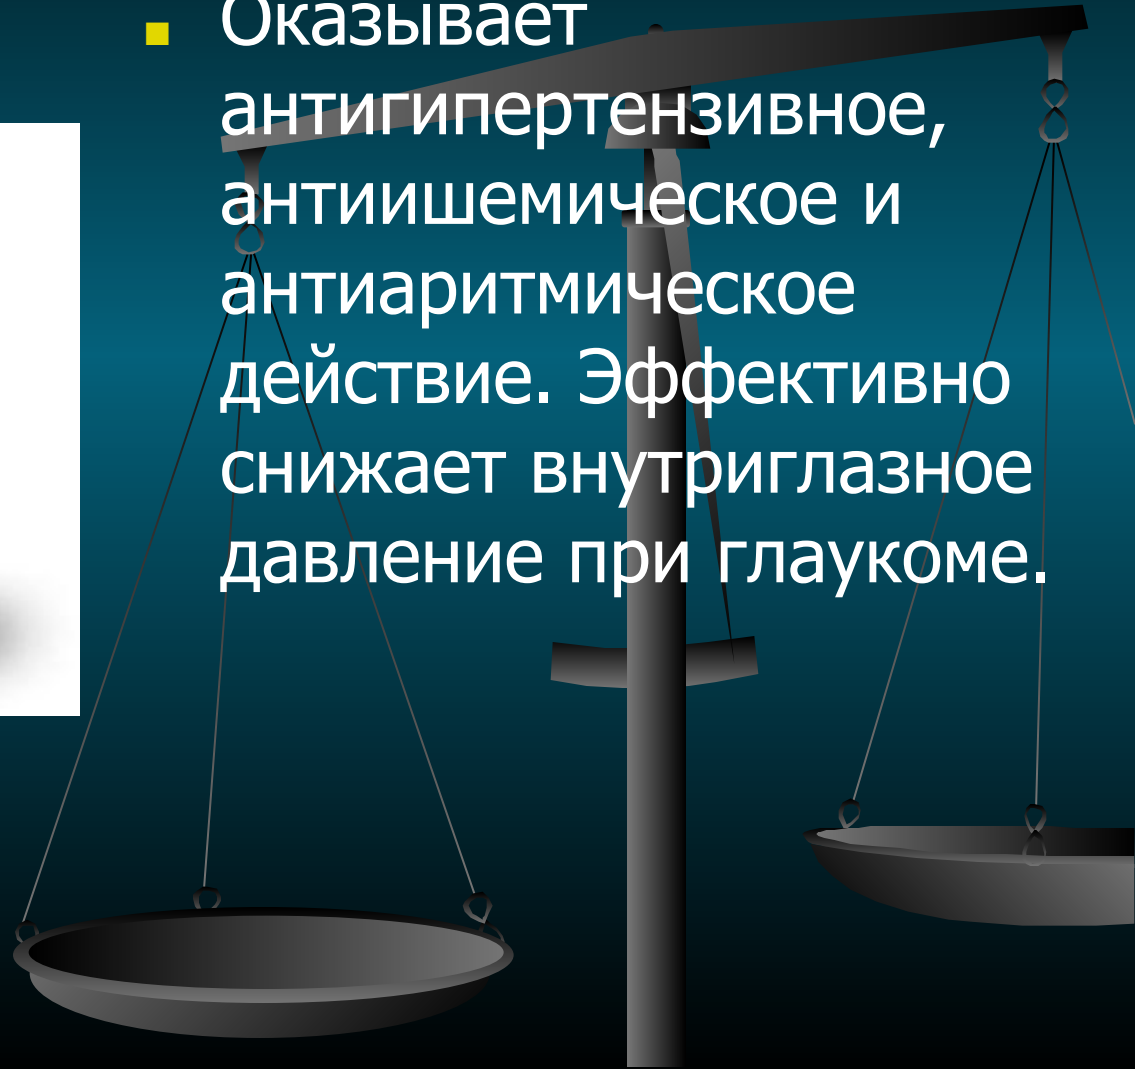 Оказывает
антигипертензивное,
антиишемическое и
антиаритмическое
действие. Эффективно
снижает внутриглазное
давление при глаукоме.